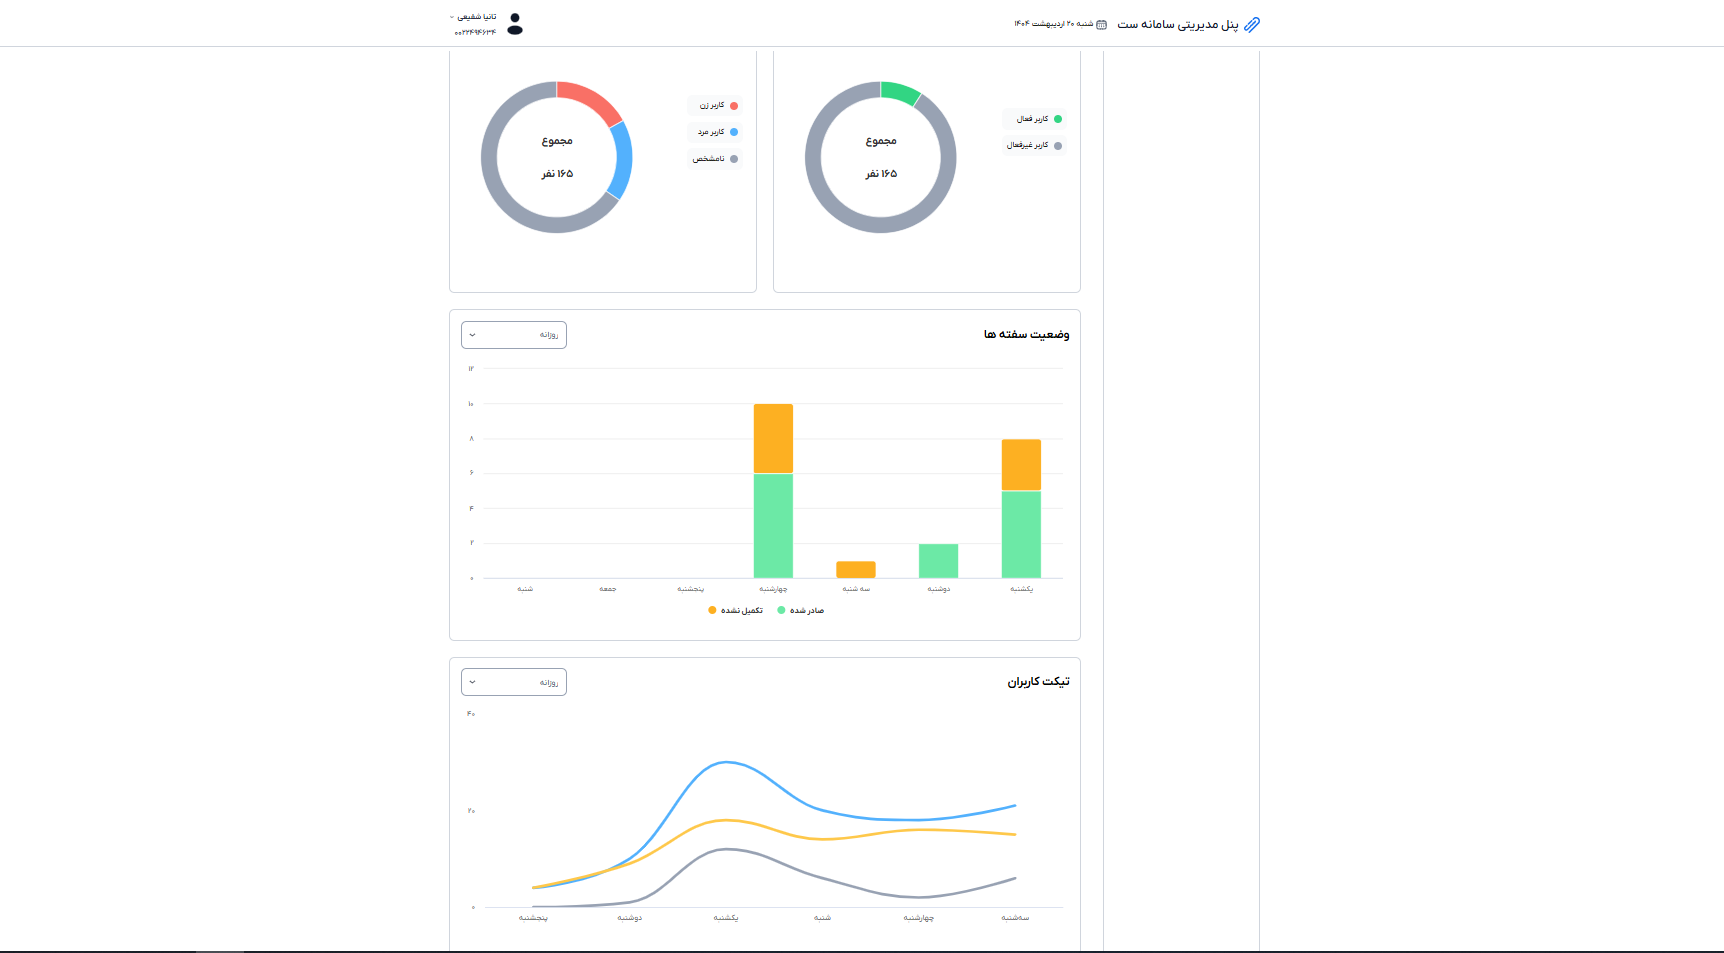 پنل مدیریتی سامانه ست
شنبه ۲۰ اردیبهشت ۱۴۰۴
تانیا شفیعی
۰۰۲۲۴۹۴۶۳۴
کاربر فعال
کاربر غیرفعال
مجموع
۱۶۵ نفر
کاربر زن
کاربر مرد
نامشخص
مجموع
۱۶۵ نفر
وضعیت سفته ها
روزانه
۱۲
۱۰
۸
۶
۴
۲
۰
یکشنبه دوشنبه سه شنبه چهارشنبه پنجشنبه جمعه شنبه
صادر شده تکمیل نشده
تیکت کاربران
روزانه
۴۰
۲۰
۰
سه‌شنبه چهارشنبه شنبه یکشنبه دوشنبه پنجشنبه